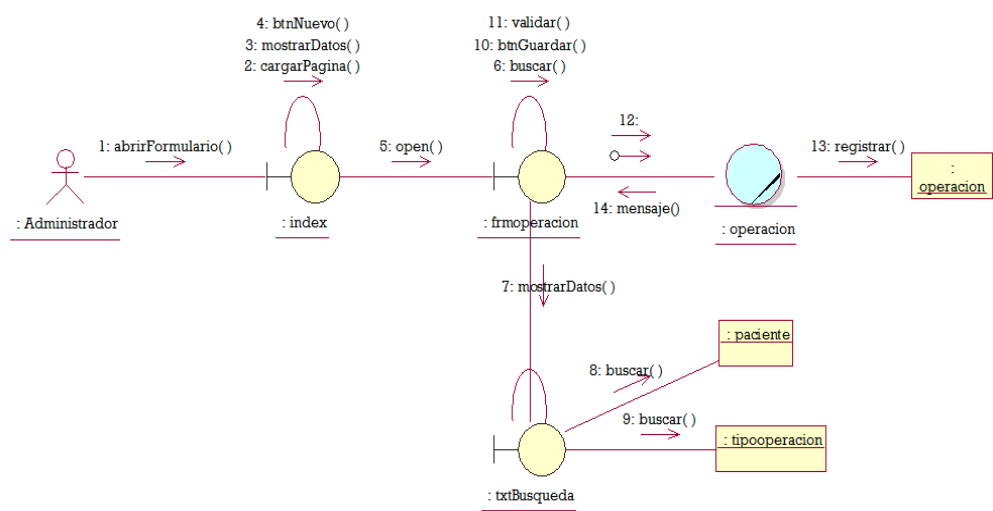 4: btnNuevo( )
3: mostrarDatos( )
2: cargarPagina( )
11: validar( )
10: btnGuardar( )
6: buscar( )
1: abrirFormulario( )
5: open( )
12:
13: registrar( )
14: mensaje()
:
operacion
: Administrador
: index
: frmoperacion
: operacion
7: mostrarDatos( )
: paciente
8: buscar( )
9: buscar( )
: tipooperacion
: txtBusqueda